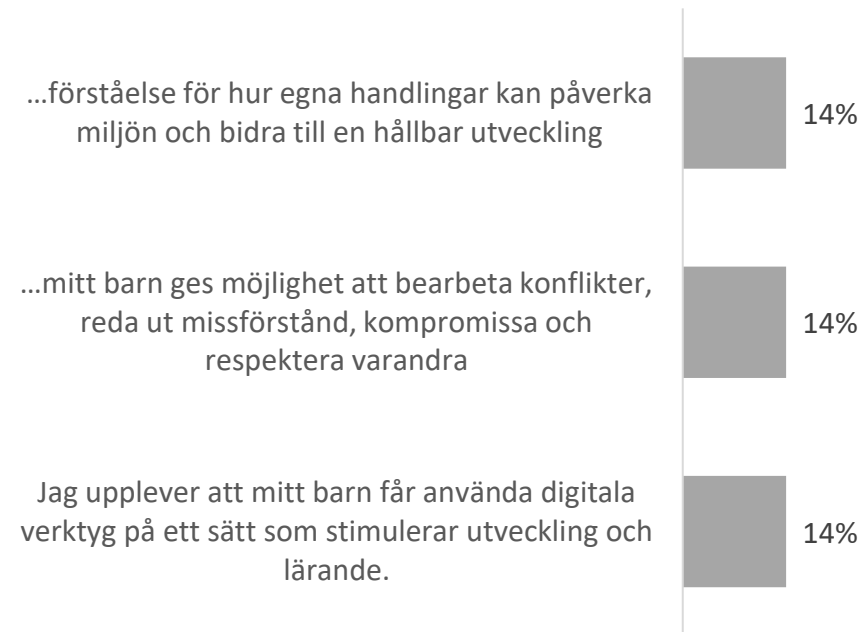 ...förståelse för hur egna handlingar kan påverka
miljön och bidra till en hållbar utveckling
14%
...mitt barn ges möjlighet att bearbeta konflikter,
reda ut missförstånd, kompromissa och
respektera varandra
14%
Jag upplever att mitt barn får använda digitala
verktyg på ett sätt som stimulerar utveckling och
lärande.
14%